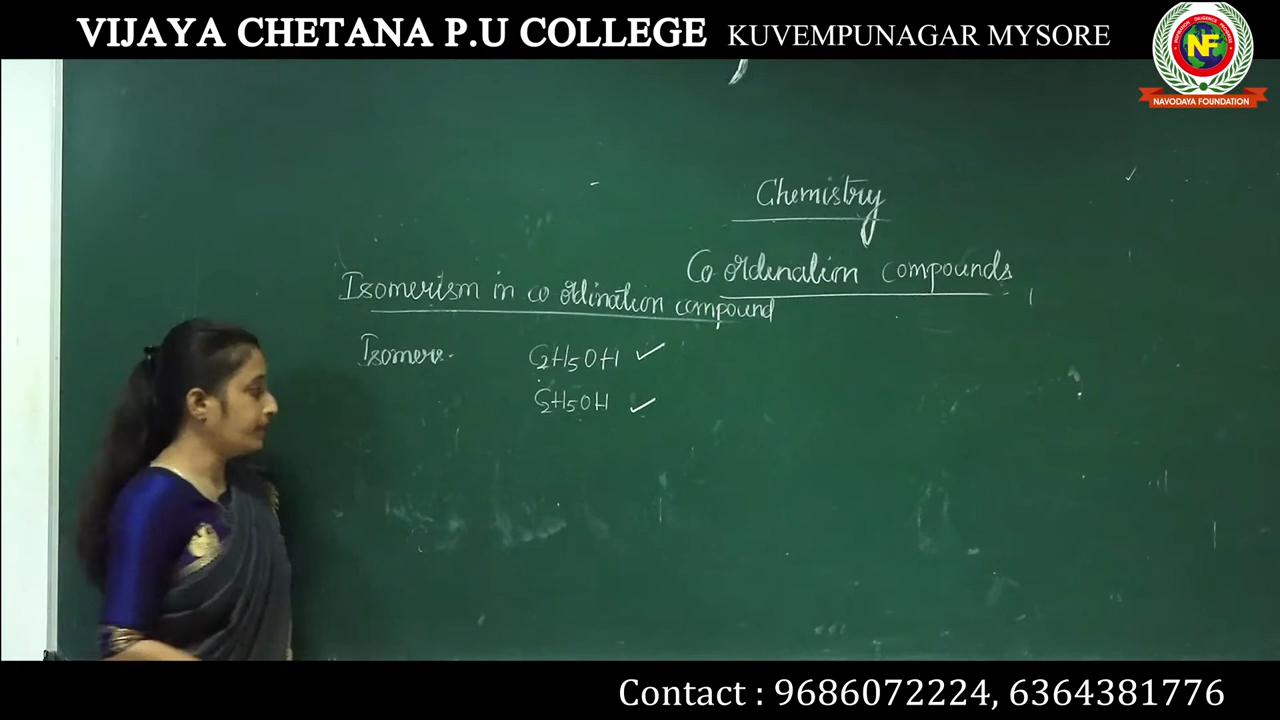 VIJAYA CHETANA P.U COLLEGE KUVEMPUNAGAR MYSORE
NF
NAVODAYA FOUNDATION
Chemistry
Co ordination compounds
Isomerism in co ordination compound
Isomers.
C2H5OH ✓
C2H5OH ✓
Contact : 9686072224, 6364381776